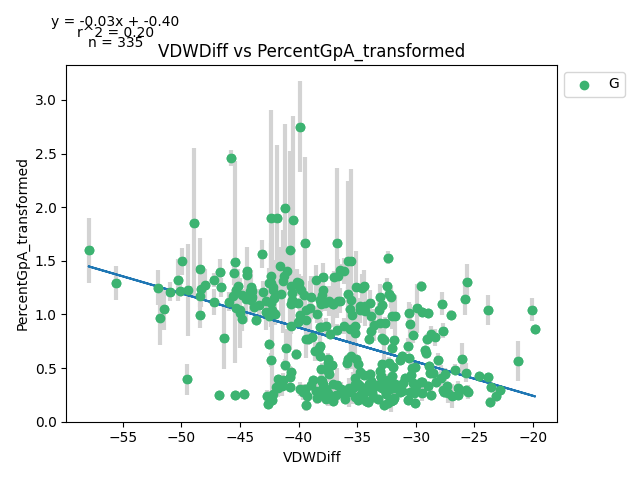 y = -0.03x + -0.40
r^2 = 0.20
n = 335
VDWDiff vs PercentGpA_transformed
G
PercentGpA_transformed
3.0
2.5
2.0
1.5
1.0
0.5
0.0
−55 −50 −45 −40 −35 −30 −25 −20
VDWDiff